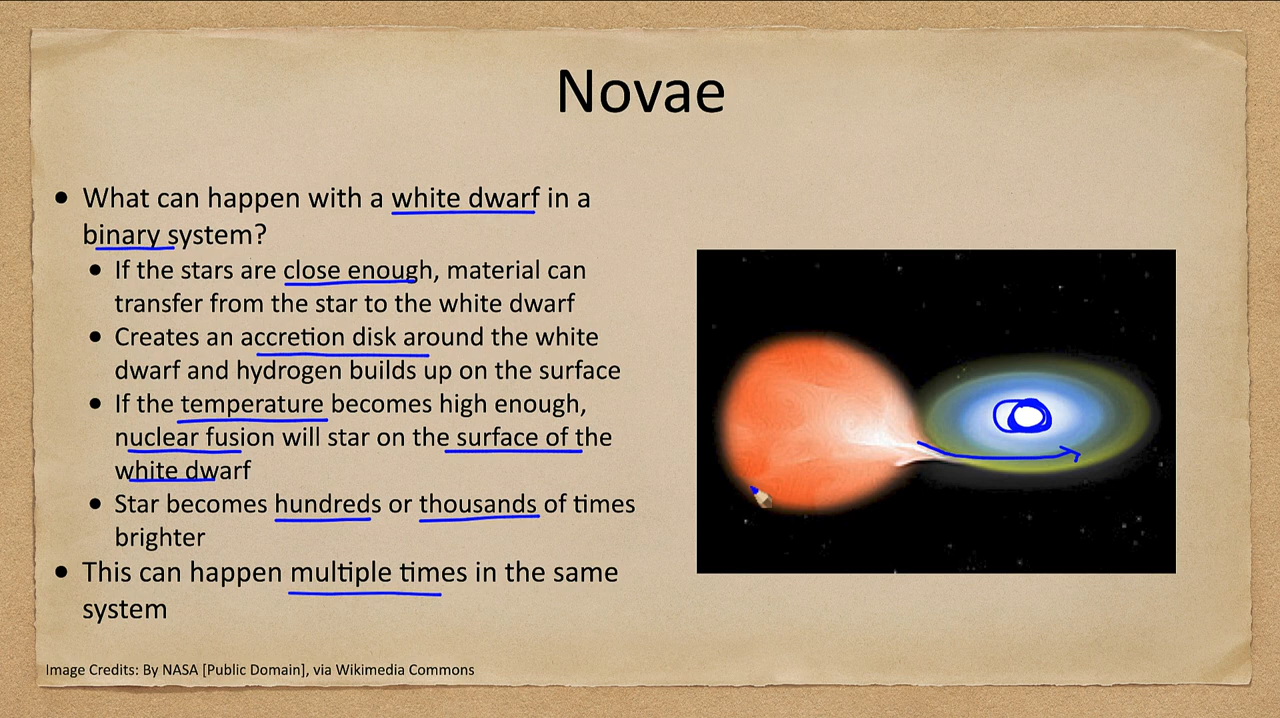 Novae
• What can happen with a white dwarf in a
binary system?
• If the stars are close enough, material can
transfer from the star to the white dwarf
• Creates an accretion disk around the white
dwarf and hydrogen builds up on the surface
• If the temperature becomes high enough,
nuclear fusion will star on the surface of the
white dwarf
• Star becomes hundreds or thousands of times
brighter
• This can happen multiple times in the same
system
Image Credits: By NASA [Public Domain], via Wikimedia Commons